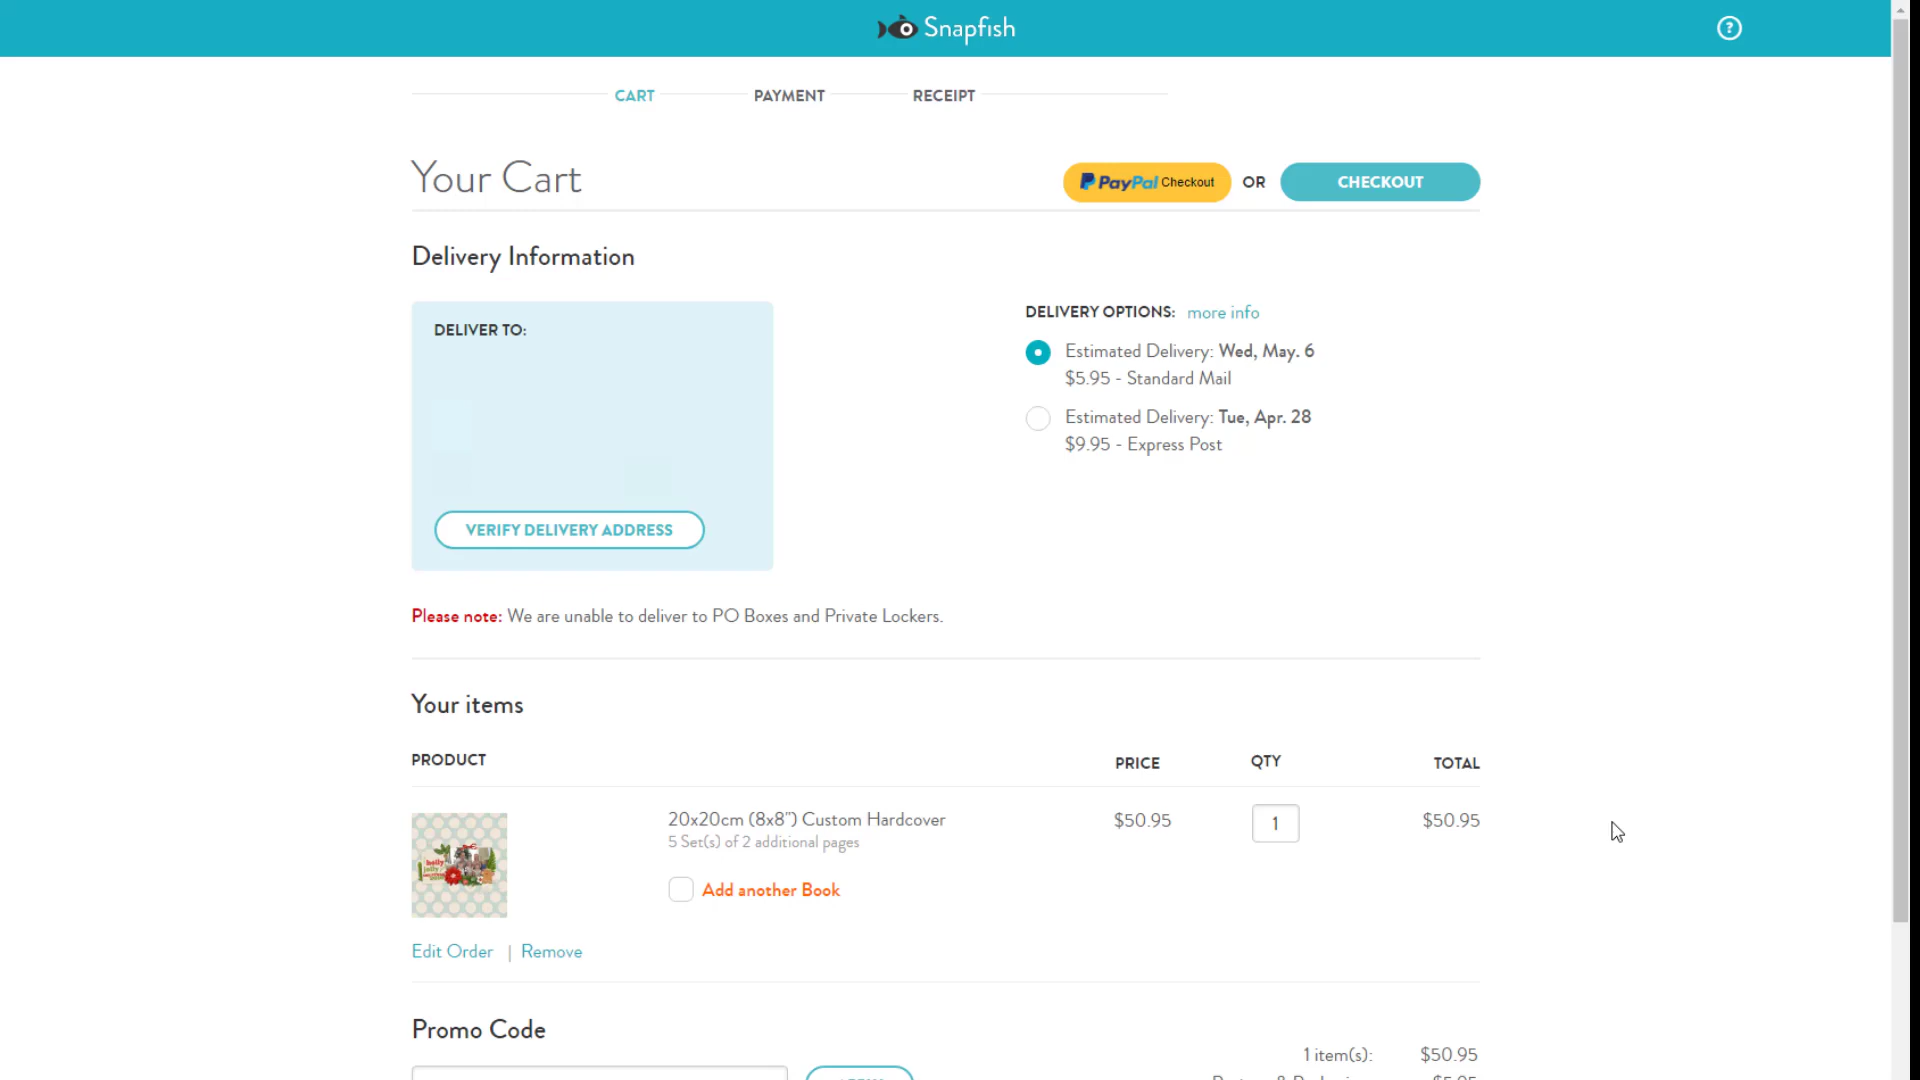 Snapfish
?
CART PAYMENT RECEIPT
Your Cart
PayPal Checkout OR CHECKOUT
Delivery Information
DELIVER TO:
VERIFY DELIVERY ADDRESS
DELIVERY OPTIONS: more info
Estimated Delivery: Wed, May. 6
$5.95 - Standard Mail
Estimated Delivery: Tue, Apr. 28
$9.95 - Express Post
Please note: We are unable to deliver to PO Boxes and Private Lockers.
Your items
PRODUCT PRICE QTY TOTAL
20x20cm (8x8") Custom Hardcover $50.95 1 $50.95
5 Set(s) of 2 additional pages
holly
jolly
Add another Book
Edit Order | Remove
Promo Code
1 item(s): $50.95